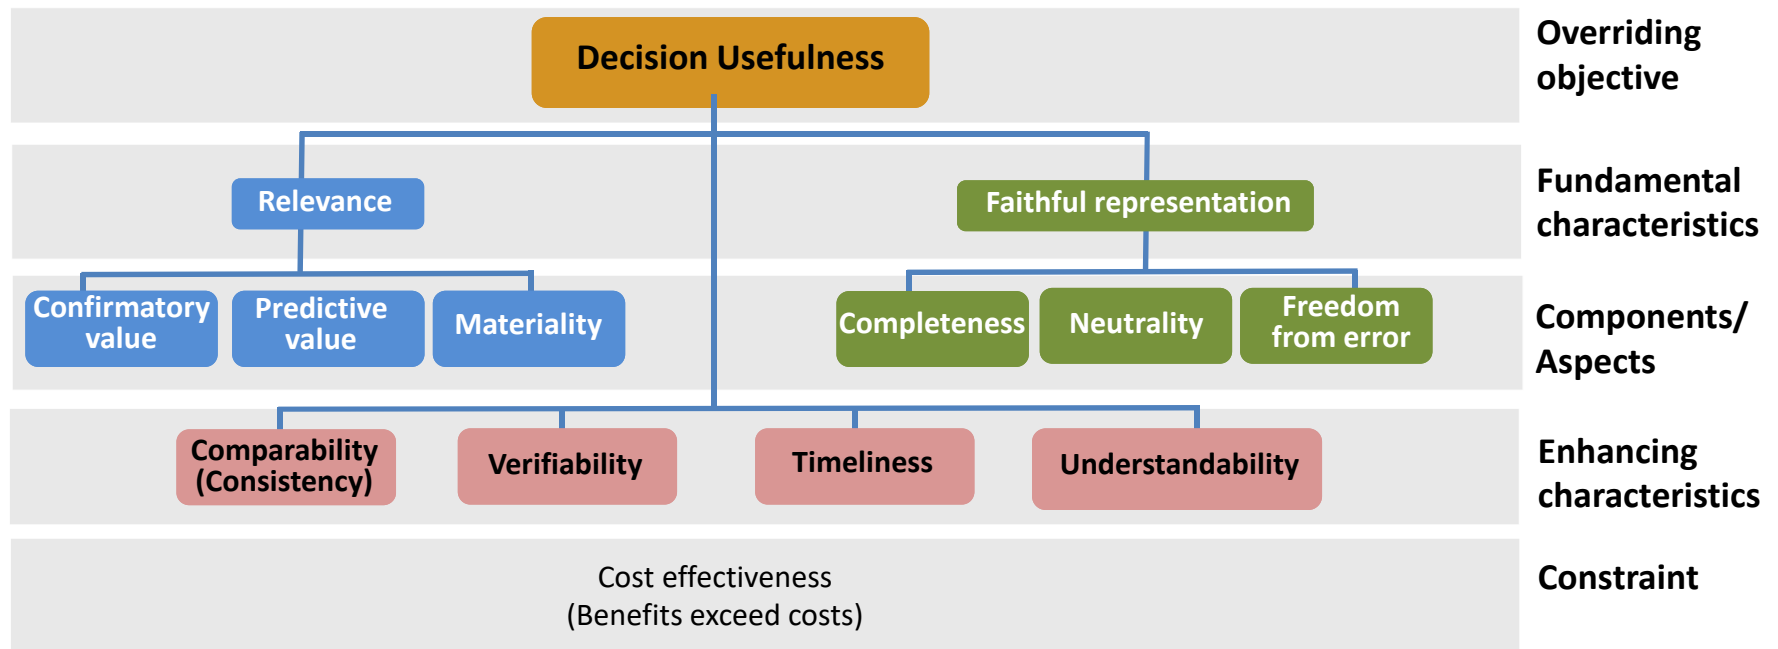 Decision Usefulness
Overriding
objective
Relevance
Faithful representation
Fundamental
characteristics
Confirmatory
value
Predictive
value
Materiality
Completeness
Neutrality
Freedom
from error
Components/
Aspects
Comparability
(Consistency)
Verifiability
Timeliness
Understandability
Enhancing
characteristics
Cost effectiveness
(Benefits exceed costs)
Constraint